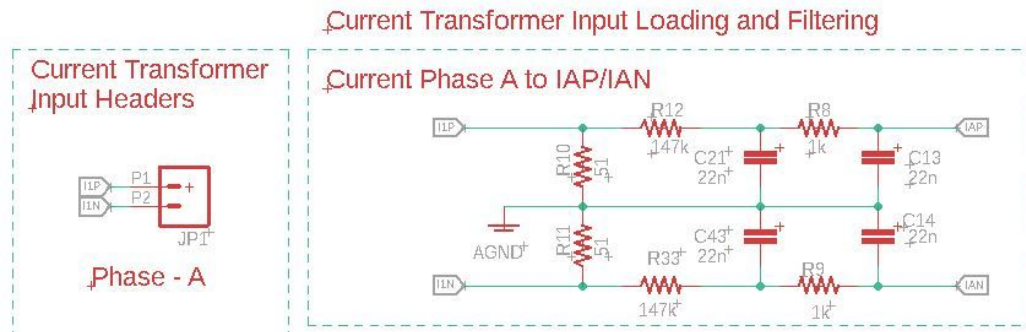 Current Transformer Input Loading and Filtering
Current Transformer
Input Headers
Current Phase A to IAP/IAN
I1P
R12
147k
R8
1k
IAP
R10
51
C21
22n
C13
22n
I1P
P1
I1N
P2
JP1
AGND
R11
51
C43
22n
C14
22n
R33
147k
R9
1k
I1N
IAN
Phase - A